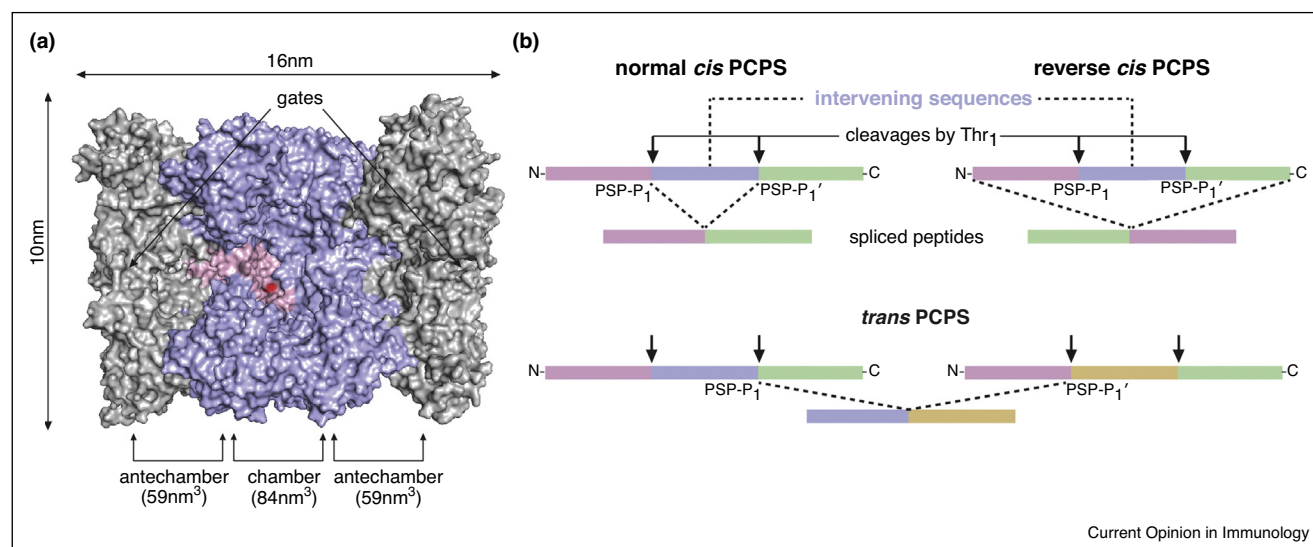 (a)
16nm
gates
10nm
antechamber
(59nm³)
chamber
(84nm³)
antechamber
(59nm³)
(b)
normal cis PCPS
reverse cis PCPS
intervening sequences
cleavages by Thr₁
N-
-C
N-
-C
PSP-P₁
PSP-P₁′
PSP-P₁
PSP-P₁′
spliced peptides
trans PCPS
N-
-C
N-
-C
PSP-P₁
PSP-P₁′
Current Opinion in Immunology